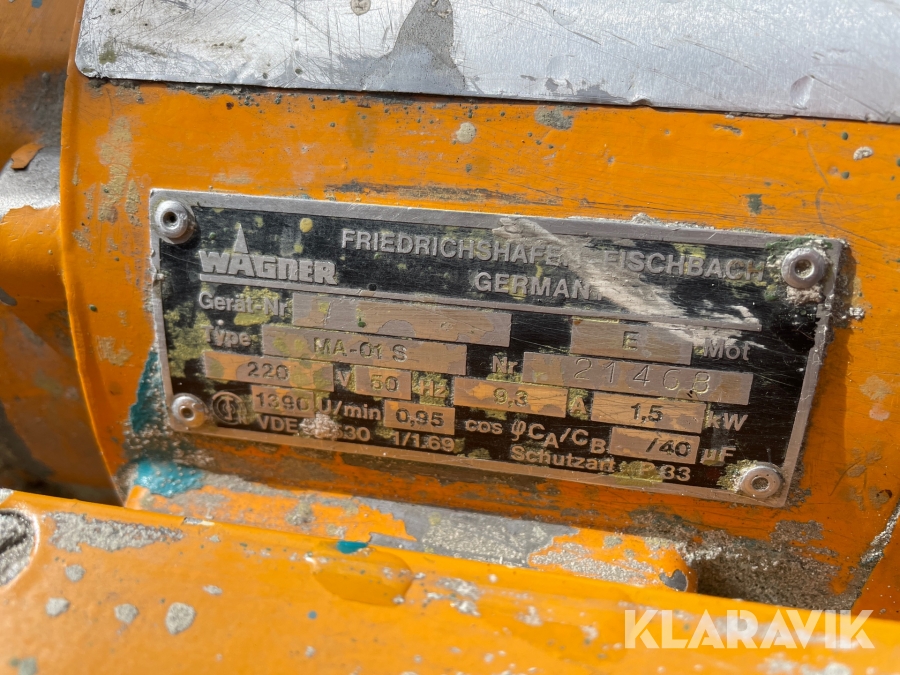 WAGNER
FRIEDRICHSHAFEN FISCHBACH
GERMANY
Gerät-Nr
E Mot
Type MA-01 S Nr 21408
220 V 50 Hz 9,3 A 1,5 kW
1390 U/min 0,95 cos φ CA/CB /40 µF
VDE 1/1.69 Schutzart 33
KLARAVIK